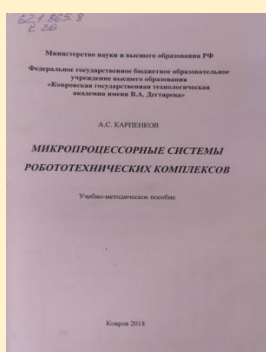 621.865.8
К 26
Министерство науки и высшего образования РФ
Федеральное государственное бюджетное образовательное
учреждение высшего образования
«Ковровская государственная технологическая
академия имени В.А. Дегтярева»
А.С. КАРПЕНКОВ
МИКРОПРОЦЕССОРНЫЕ СИСТЕМЫ
РОБОТОТЕХНИЧЕСКИХ КОМПЛЕКСОВ
Учебно-методическое пособие
Ковров 2018